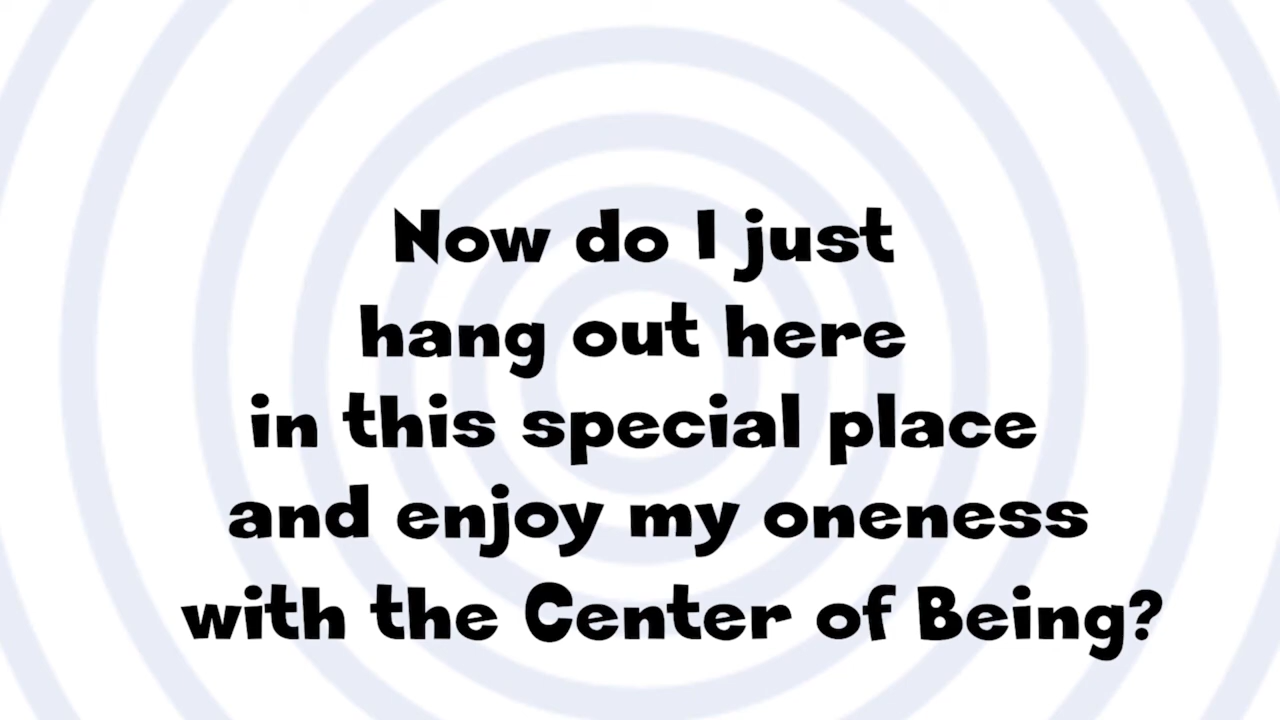 Now do I just
hang out here
in this special place
and enjoy my oneness
with the Center of Being?